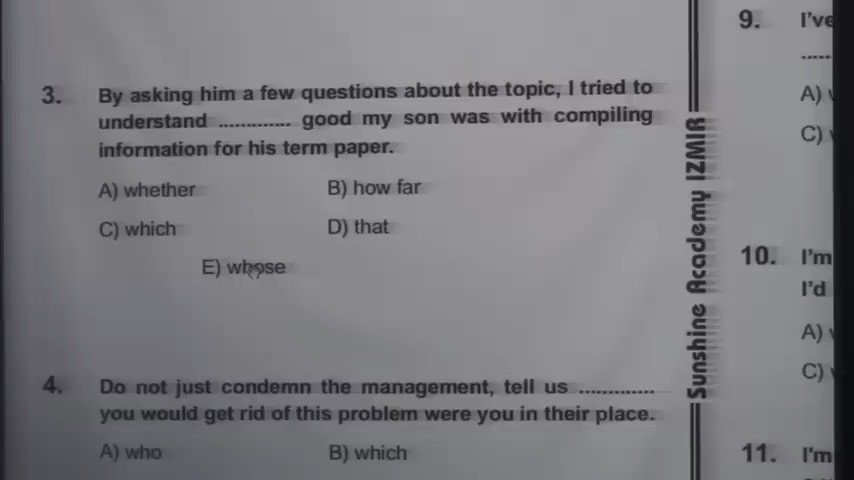 3. By asking him a few questions about the topic, I tried to
understand ............. good my son was with compiling
information for his term paper.
A) whether B) how far
C) which D) that
E) whose
4. Do not just condemn the management, tell us .............
you would get rid of this problem were you in their place.
A) who B) which
Sunshine Academy IZMIR
9. I've
......
A)
C)
10. I'm
I'd
A)
C)
11. I'm